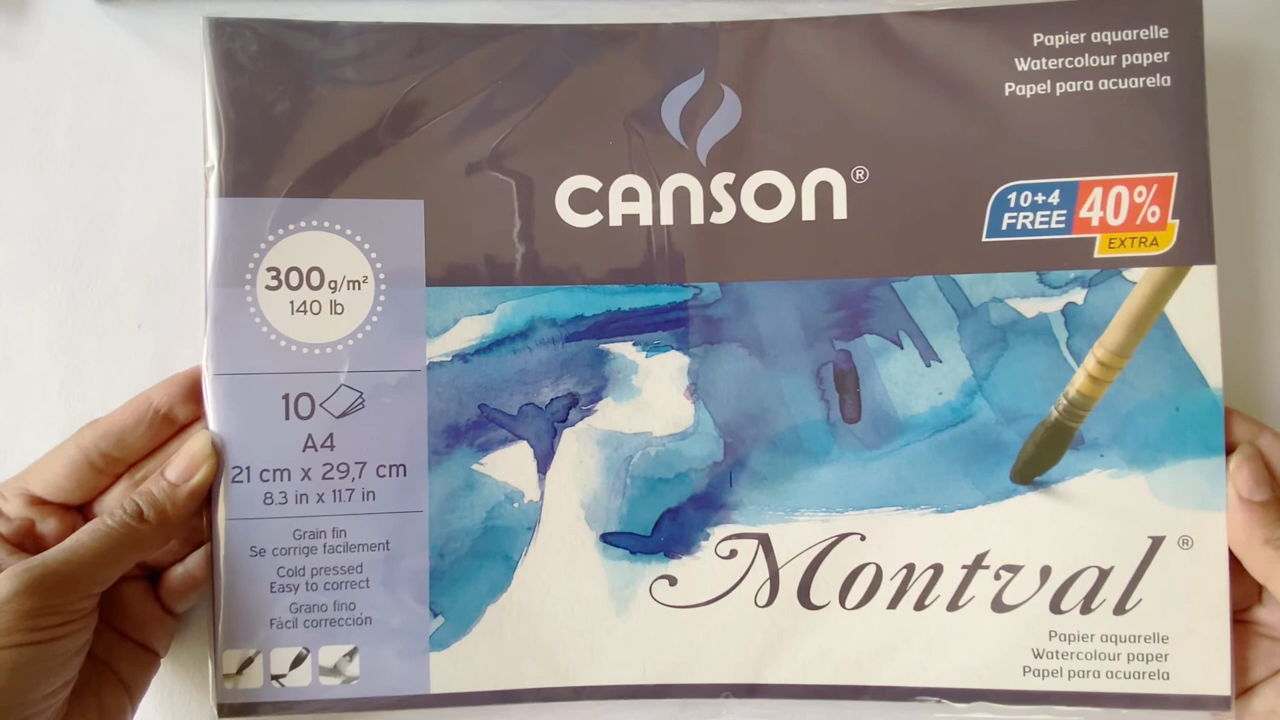 Papier aquarelle
Watercolour paper
Papel para acuarela
CANSON®
10+4
FREE
40%
EXTRA
300g/m²
140 lb
10
A4
21 cm x 29,7 cm
8.3 in x 11.7 in
Grain fin
Se corrige facilement
Cold pressed
Easy to correct
Grano fino
Fácil corrección
Montval®
Papier aquarelle
Watercolour paper
Papel para acuarela